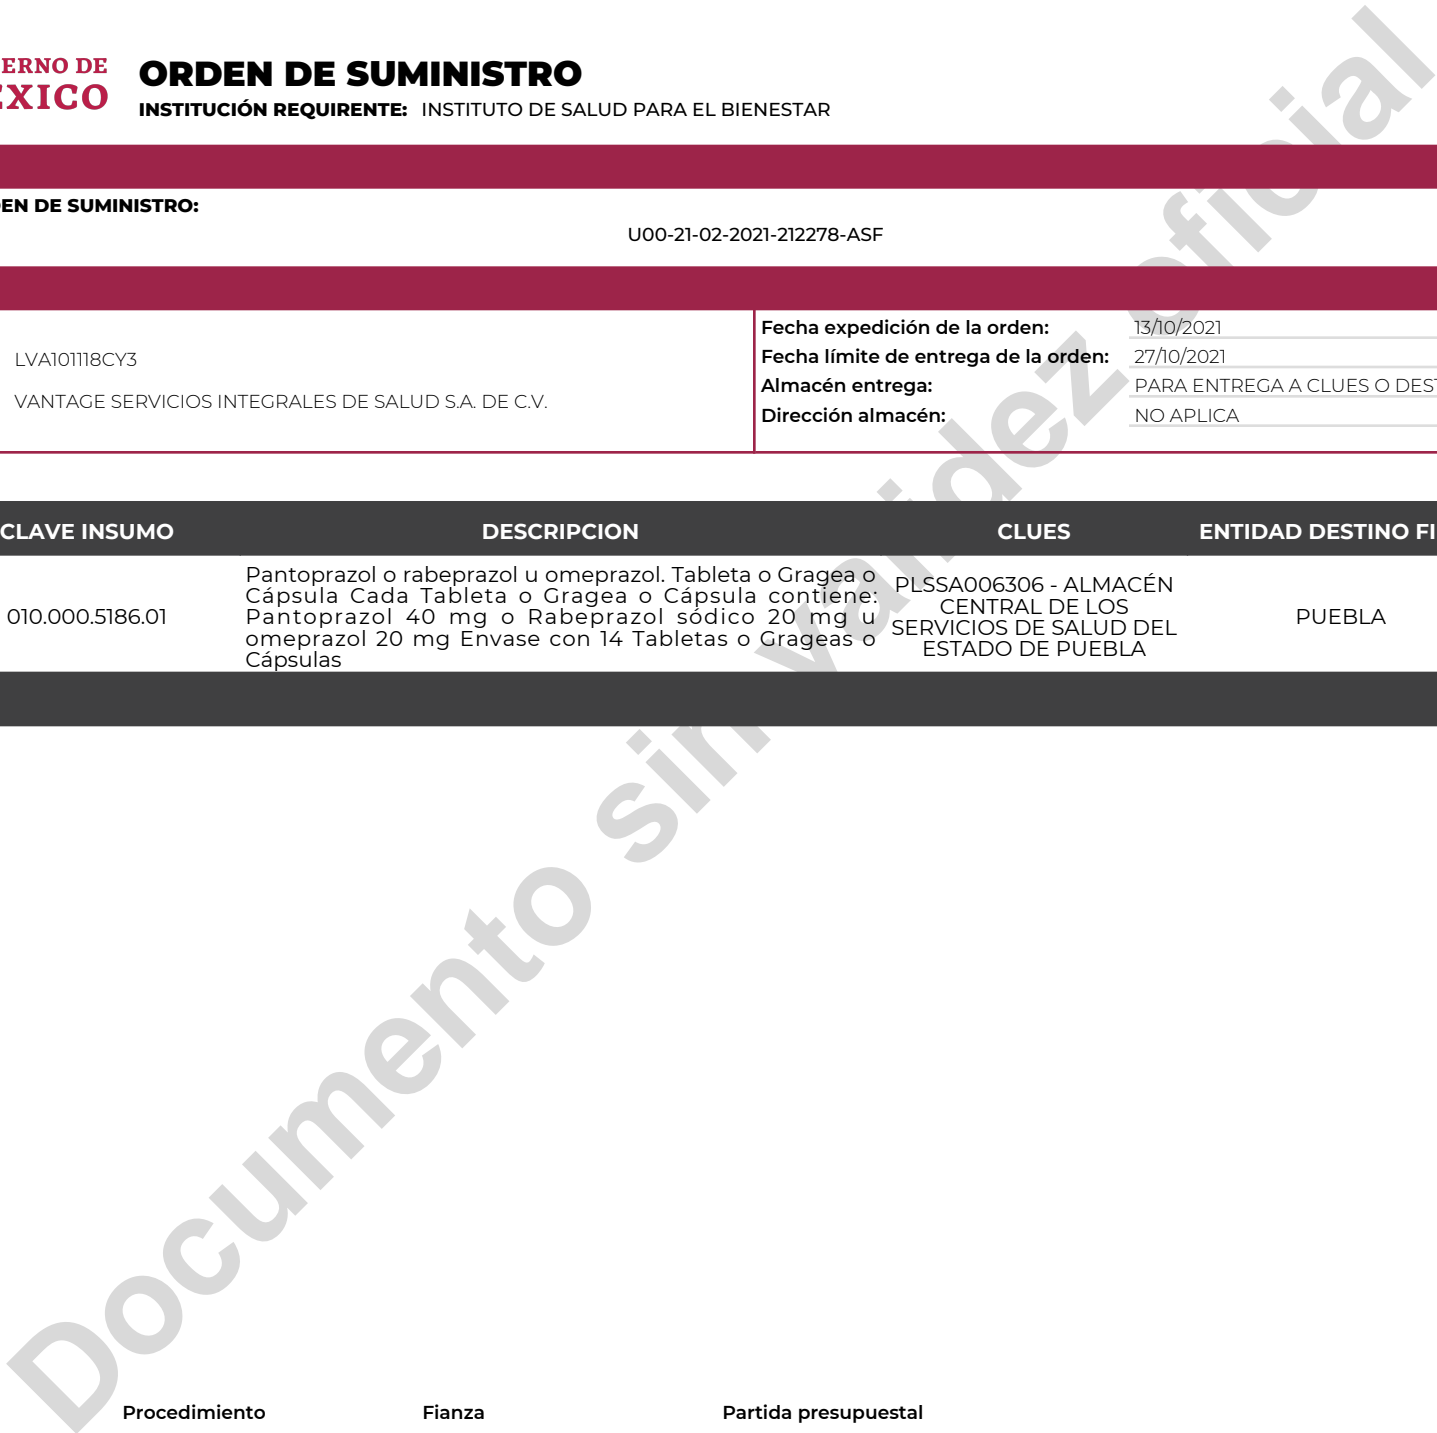 ERNO DE
EXICO
ORDEN DE SUMINISTRO
INSTITUCIÓN REQUIRENTE: INSTITUTO DE SALUD PARA EL BIENESTAR
EN DE SUMINISTRO:
U00-21-02-2021-212278-ASF
LVA101118CY3
VANTAGE SERVICIOS INTEGRALES DE SALUD S.A. DE C.V.
Fecha expedición de la orden: 13/10/2021
Fecha límite de entrega de la orden: 27/10/2021
Almacén entrega: PARA ENTREGA A CLUES O DEST
Dirección almacén: NO APLICA
CLAVE INSUMO DESCRIPCION CLUES ENTIDAD DESTINO FI
010.000.5186.01
Pantoprazol o rabeprazol u omeprazol. Tableta o Gragea o
Cápsula Cada Tableta o Gragea o Cápsula contiene:
Pantoprazol 40 mg o Rabeprazol sódico 20 mg u
omeprazol 20 mg Envase con 14 Tabletas o Grageas o
Cápsulas
PLSSA006306 - ALMACÉN
CENTRAL DE LOS
SERVICIOS DE SALUD DEL
ESTADO DE PUEBLA
PUEBLA
Documento sin validez oficial
Procedimiento Fianza Partida presupuestal